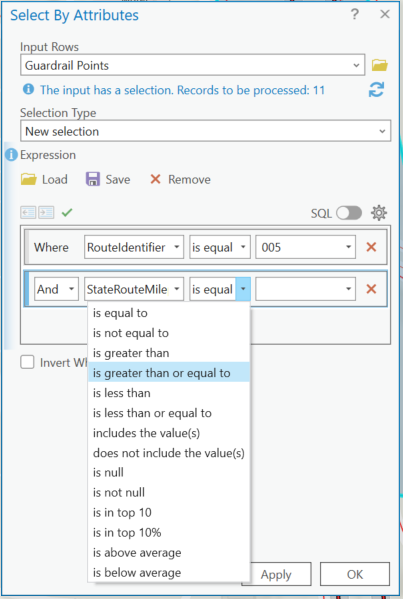 Select By Attributes ? ×
Input Rows
Guardrail Points
The input has a selection. Records to be processed: 11
Selection Type
New selection
Expression
Load Save Remove
SQL
Where RouteIdentifier is equal 005
And StateRouteMile is equal
is equal to
is not equal to
is greater than
is greater than or equal to
is less than
is less than or equal to
includes the value(s)
does not include the value(s)
is null
is not null
is in top 10
is in top 10%
is above average
is below average
Invert Wh
Apply OK